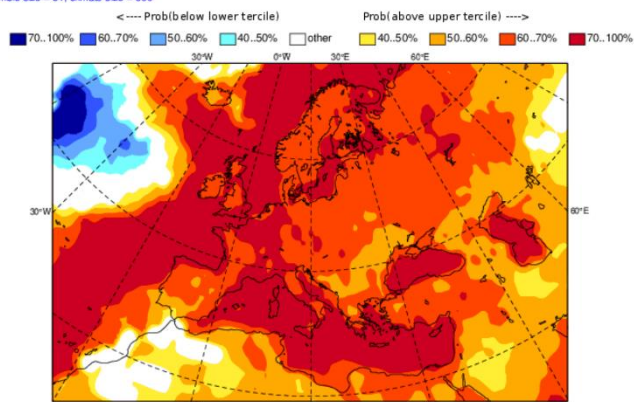 <---- Prob(below lower tercile) Prob(above upper tercile) ---->
70..100% 60..70% 50..60% 40..50% other 40..50% 50..60% 60..70% 70..100%
30°W 0°W 30°E 60°E
30°W 60°E